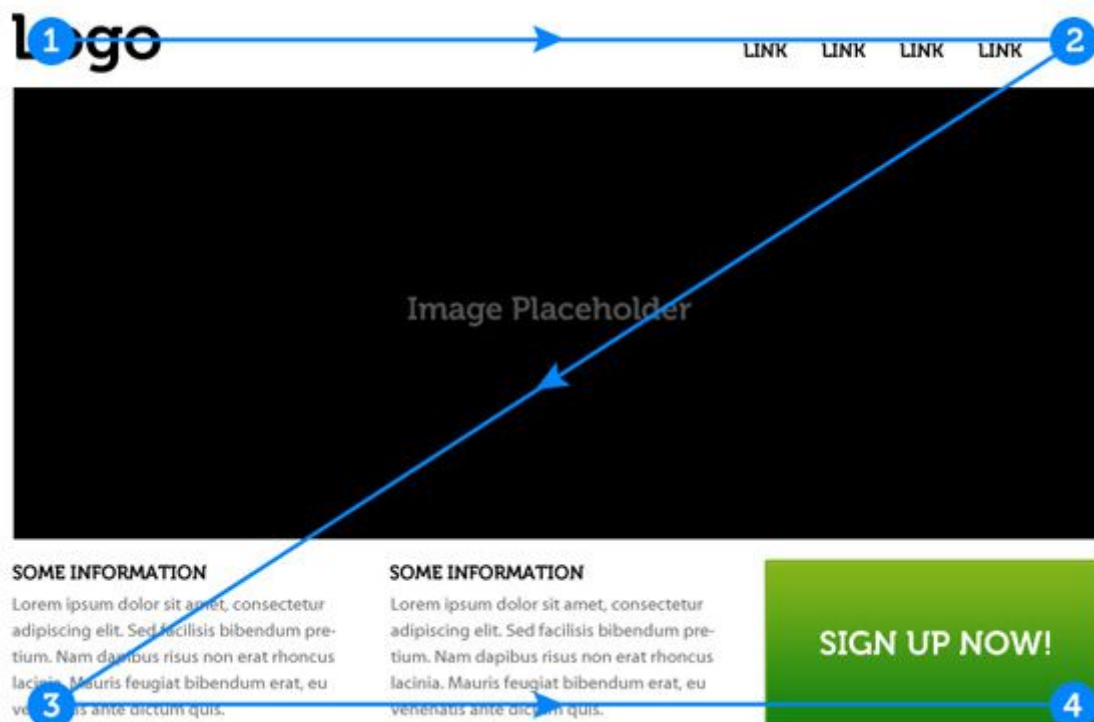 Logo
1
LINK LINK LINK LINK
2
Image Placeholder
SOME INFORMATION
Lorem ipsum dolor sit amet, consectetur
adipiscing elit. Sed facilisis bibendum pre-
tium. Nam dapibus risus non erat rhoncus
lacinia. Mauris feugiat bibendum erat, eu
venenatis ante dictum quis.
3
SOME INFORMATION
Lorem ipsum dolor sit amet, consectetur
adipiscing elit. Sed facilisis bibendum pre-
tium. Nam dapibus risus non erat rhoncus
lacinia. Mauris feugiat bibendum erat, eu
venenatis ante dictum quis.
SIGN UP NOW!
4